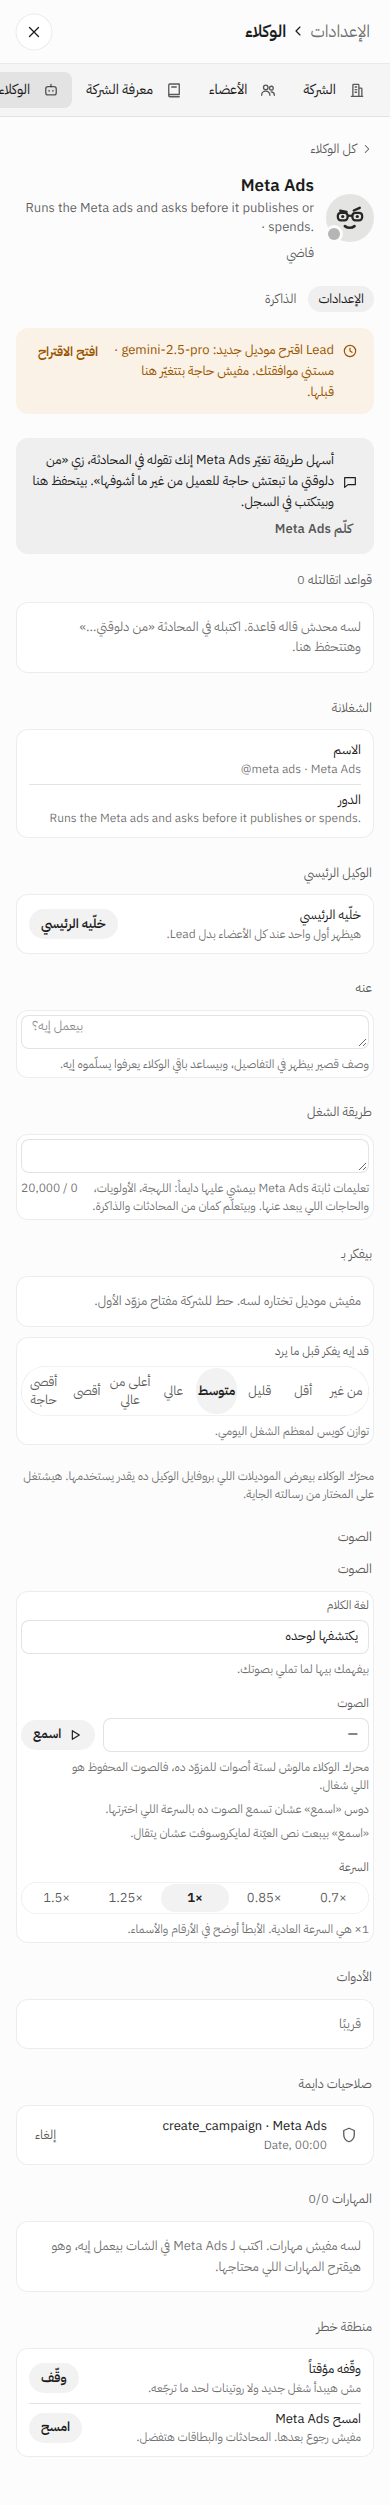 الإعدادات > الوكلاء
الشركة
الأعضاء
معرفة الشركة
الوكلاء
كل الوكلاء
Meta Ads
Runs the Meta ads and asks before it publishes or
spends. ·
فاضي
الإعدادات
الذاكرة
Lead اقترح موديل جديد: gemini-2.5-pro ·
مستني موافقتك. مفيش حاجة بتتغيّر هنا
قبلها.
افتح الاقتراح
أسهل طريقة تغيّر Meta Ads إنك تقوله في المحادثة، زي «من
دلوقتي ما تبعتش حاجة للعميل من غير ما أشوفها». بيتحفظ هنا
وبيتكتب في السجل.
كلّم Meta Ads
قواعد اتقالتله 0
لسه محدش قاله قاعدة. اكتبله في المحادثة «من دلوقتي...»
وهتتحفظ هنا.
الشغلانة
الاسم
@meta ads · Meta Ads
الدور
Runs the Meta ads and asks before it publishes or spends.
الوكيل الرئيسي
خلّيه الرئيسي
هيظهر أول واحد عند كل الأعضاء بدل Lead.
خلّيه الرئيسي
عنه
بيعمل إيه؟
وصف قصير بيظهر في التفاصيل، وبيساعد باقي الوكلاء يعرفوا يسلّموه إيه.
طريقة الشغل
تعليمات ثابتة Meta Ads بيمشي عليها دايماً: اللهجة، الأولويات،
والحاجات اللي يبعد عنها. وبيتعلّم كمان من المحادثات والذاكرة.
0 / 20,000
بيفكر بـ
مفيش موديل تختاره لسه. حط للشركة مفتاح مزوّد الأول.
قد إيه يفكر قبل ما يرد
من غير
أقل
قليل
متوسط
عالي
أعلى من
عالي
أقصى
أقصى
حاجة
توازن كويس لمعظم الشغل اليومي.
محرّك الوكلاء بيعرض الموديلات اللي بروفايل الوكيل ده يقدر يستخدمها. هيشتغل
على المختار من رسالته الجاية.
الصوت
الصوت
لغة الكلام
يكتشفها لوحده
بيفهمك بيها لما تملي بصوتك.
الصوت
—
اسمع
محرك الوكلاء مالوش لستة أصوات للمزوّد ده، فالصوت المحفوظ هو
اللي شغال.
دوس «اسمع» عشان تسمع الصوت ده بالسرعة اللي اخترتها.
«اسمع» بيبعت نص العيّنة لمايكروسوفت عشان يتقال.
السرعة
0.7×
0.85×
1×
1.25×
1.5×
1× هي السرعة العادية. الأبطأ أوضح في الأرقام والأسماء.
الأدوات
قريبًا
صلاحيات دايمة
create_campaign · Meta Ads
Date, 00:00
إلغاء
المهارات 0/0
لسه مفيش مهارات. اكتب لـ Meta Ads في الشات بيعمل إيه، وهو
هيقترح المهارات اللي محتاجها.
منطقة خطر
وقّفه مؤقتاً
مش هيبدأ شغل جديد ولا روتينات لحد ما ترجّعه.
وقّف
امسح Meta Ads
مفيش رجوع بعدها. المحادثات والبطاقات هتفضل.
امسح